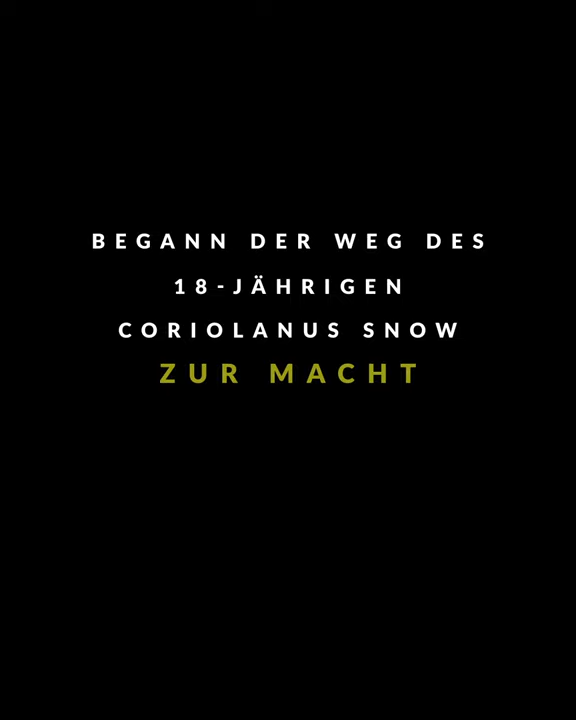 BEGANN DER WEG DES
18-JÄHRIGEN
CORIOLANUS SNOW
ZUR MACHT